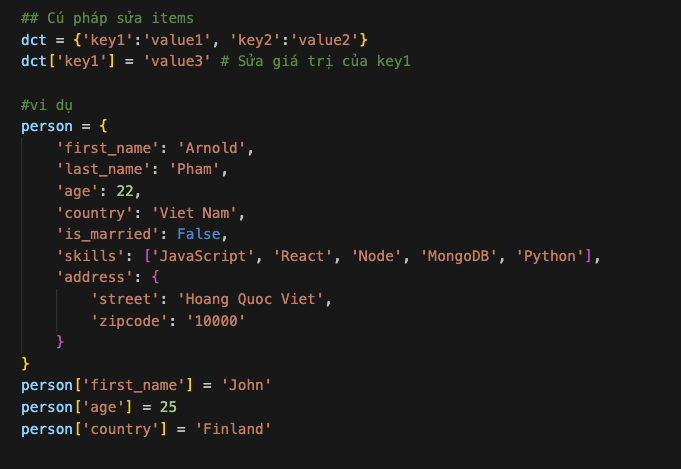 ## Cú pháp sửa items
dct = {'key1':'value1', 'key2':'value2'}
dct['key1'] = 'value3' # Sửa giá trị của key1
#ví dụ
person = {
    'first_name': 'Arnold',
    'last_name': 'Pham',
    'age': 22,
    'country': 'Viet Nam',
    'is_married': False,
    'skills': ['JavaScript', 'React', 'Node', 'MongoDB', 'Python'],
    'address': {
        'street': 'Hoang Quoc Viet',
        'zipcode': '10000'
    }
}
person['first_name'] = 'John'
person['age'] = 25
person['country'] = 'Finland'